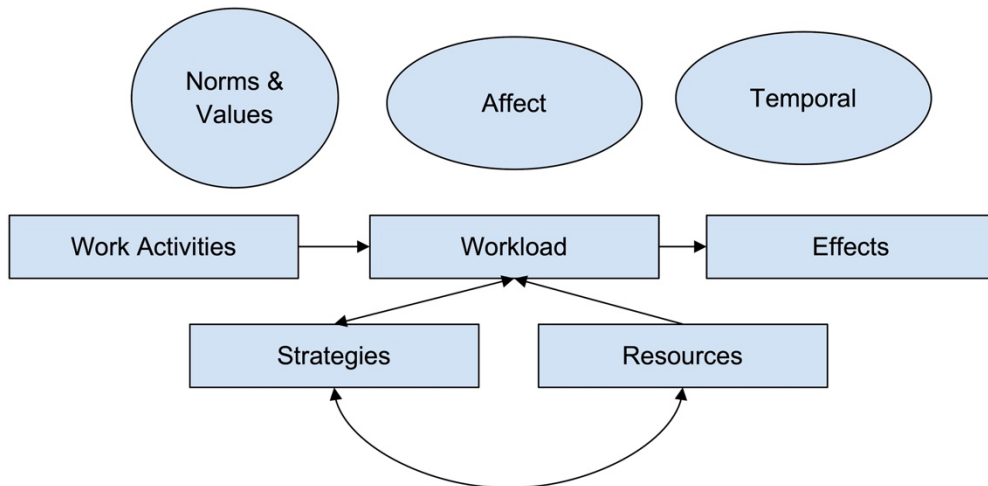 Norms &
Values
Affect
Temporal
Work Activities
Workload
Effects
Strategies
Resources